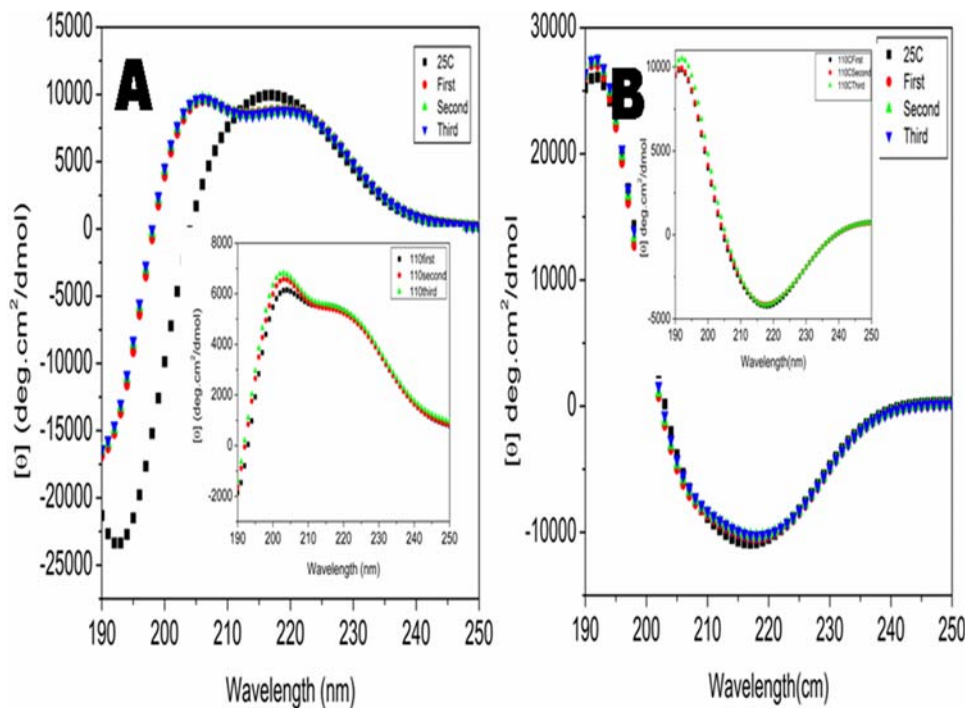 A
25C
First
Second
Third
15000
10000
5000
0
-5000
-10000
-15000
-20000
-25000
[θ] (deg.cm²/dmol)
190 200 210 220 230 240 250
Wavelength (nm)
110first
110second
110third
8000
6000
4000
2000
0
-2000
[θ] (deg.cm²/dmol)
190 200 210 220 230 240 250
Wavelength (nm)
B
25C
First
Second
Third
30000
20000
10000
0
-10000
[θ] deg.cm²/dmol
190 200 210 220 230 240 250
Wavelength(cm)
110CFirst
110CSecond
110CThird
10000
5000
0
-5000
[θ] deg.cm²/dmol
190 200 210 220 230 240 250
Wavelength(nm)